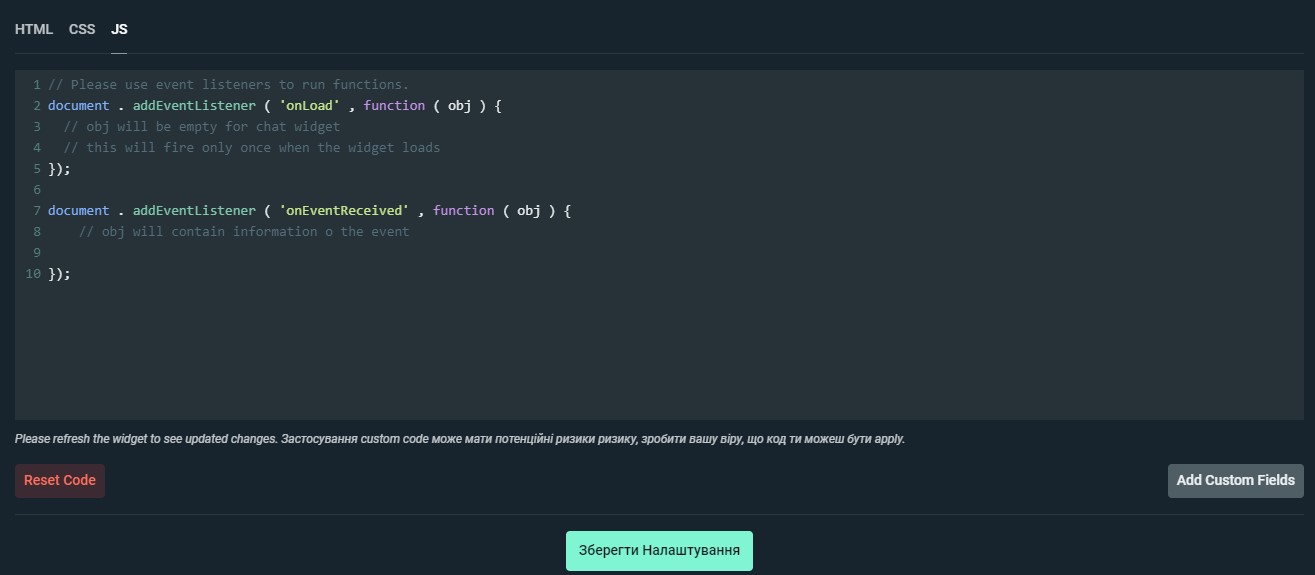 HTML CSS JS
1 // Please use event listeners to run functions.
2 document . addEventListener ( 'onLoad' , function ( obj ) {
3 // obj will be empty for chat widget
4 // this will fire only once when the widget loads
5 });
6
7 document . addEventListener ( 'onEventReceived' , function ( obj ) {
8 // obj will contain information o the event
9
10 });
Please refresh the widget to see updated changes. Застосування custom code може мати потенційні ризики ризику, зробити вашу віру, що код ти можеш бути apply.
Reset Code
Add Custom Fields
Зберегти Налаштування